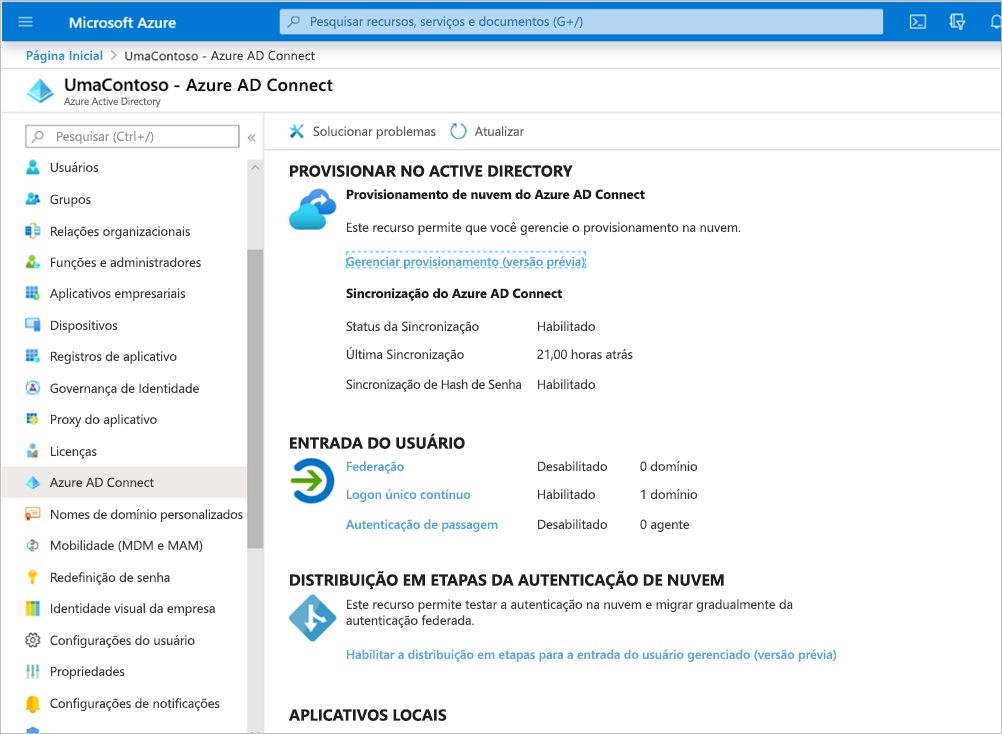 Microsoft Azure
Pesquisar recursos, serviços e documentos (G+/)
Página Inicial > UmaContoso - Azure AD Connect
UmaContoso - Azure AD Connect
Azure Active Directory
Pesquisar (Ctrl+/)
«
Usuários
Grupos
Relações organizacionais
Funções e administradores
Aplicativos empresariais
Dispositivos
Registros de aplicativo
Governança de Identidade
Proxy do aplicativo
Licenças
Azure AD Connect
Nomes de domínio personalizados
Mobilidade (MDM e MAM)
Redefinição de senha
Identidade visual da empresa
Configurações do usuário
Propriedades
Configurações de notificações
Solucionar problemas Atualizar
PROVISIONAR NO ACTIVE DIRECTORY
Provisionamento de nuvem do Azure AD Connect
Este recurso permite que você gerencie o provisionamento na nuvem.
Gerenciar provisionamento (versão prévia)
Sincronização do Azure AD Connect
Status da Sincronização Habilitado
Última Sincronização 21,00 horas atrás
Sincronização de Hash de Senha Habilitado
ENTRADA DO USUÁRIO
Federação Desabilitado 0 domínio
Logon único contínuo Habilitado 1 domínio
Autenticação de passagem Desabilitado 0 agente
DISTRIBUIÇÃO EM ETAPAS DA AUTENTICAÇÃO DE NUVEM
Este recurso permite testar a autenticação na nuvem e migrar gradualmente da
autenticação federada.
Habilitar a distribuição em etapas para a entrada do usuário gerenciado (versão prévia)
APLICATIVOS LOCAIS